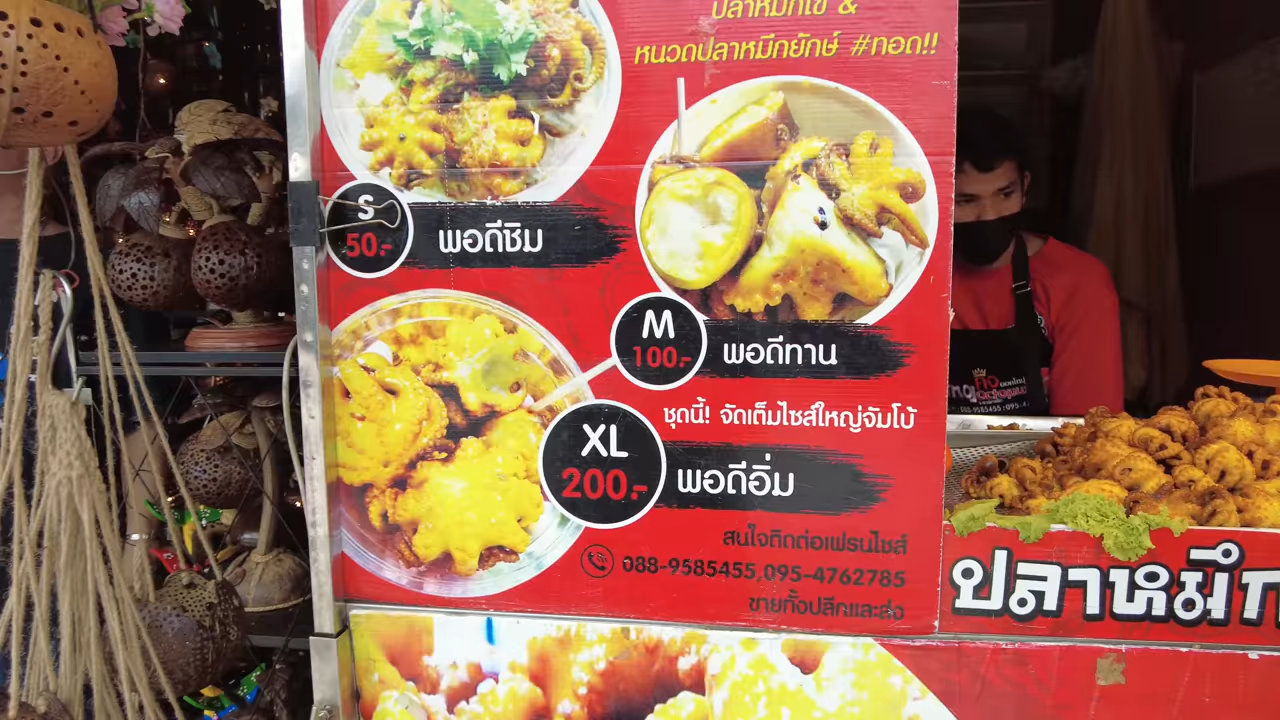 ปลาหมึกไข่ &
หนวดปลาหมึกยักษ์ #ทอด!!
S
50.-
พอดีชิม
M
100.-
พอดีทาน
ชุดนี้! จัดเต็มไซส์ใหญ่จัมโบ้
XL
200.-
พอดีอิ่ม
สนใจติดต่อเฟรนไชส์
088-9585455,095-4762785
ขายทั้งปลีกและส่ง
ปลาหมึก